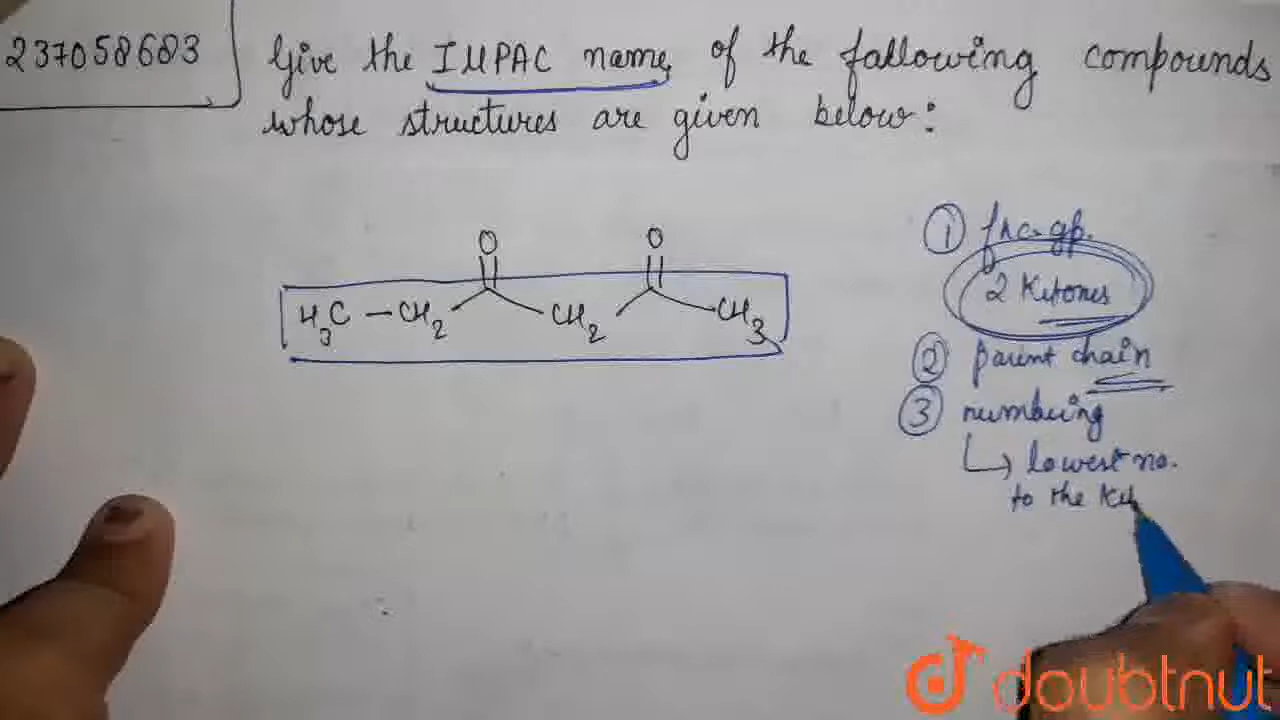 237058683
Give the IUPAC name of the following compounds
whose structures are given below:
O O
H3C - CH2 CH2 CH3
① fnc. gp.
2 Ketones
② parent chain
③ numbering
↳ lowest no.
to the Ket
doubtnut